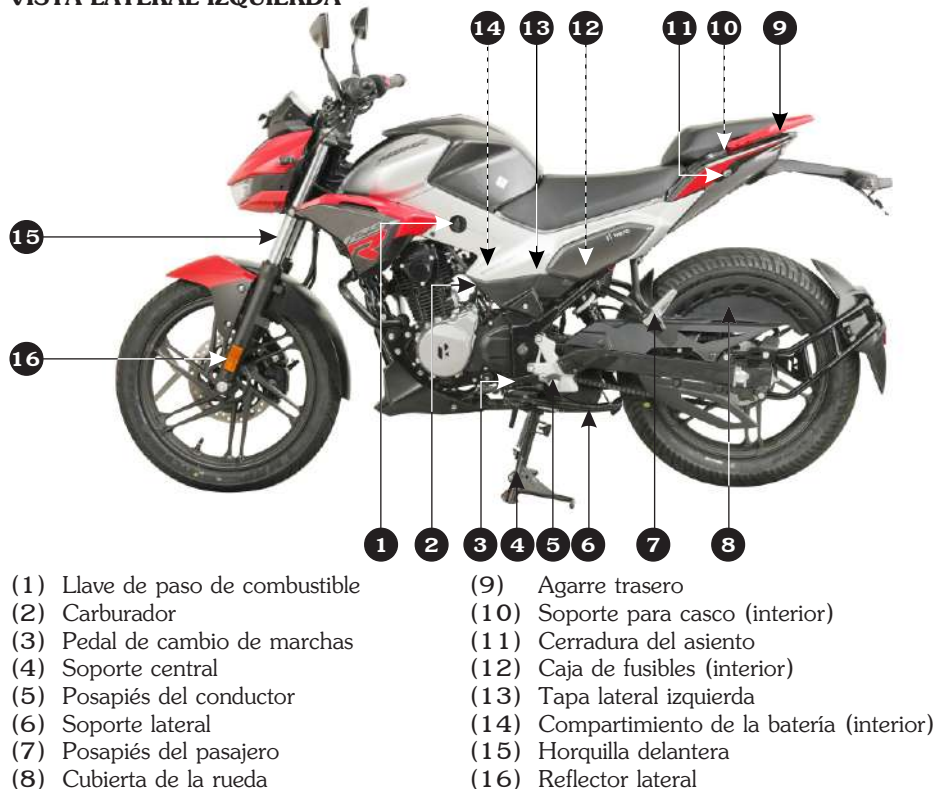 VISTA LATERAL IZQUIERDA
14 13 12 11 10 9
15
16
1 2 3 4 5 6 7 8
(1) Llave de paso de combustible
(2) Carburador
(3) Pedal de cambio de marchas
(4) Soporte central
(5) Posapiés del conductor
(6) Soporte lateral
(7) Posapiés del pasajero
(8) Cubierta de la rueda
(9) Agarre trasero
(10) Soporte para casco (interior)
(11) Cerradura del asiento
(12) Caja de fusibles (interior)
(13) Tapa lateral izquierda
(14) Compartimiento de la batería (interior)
(15) Horquilla delantera
(16) Reflector lateral